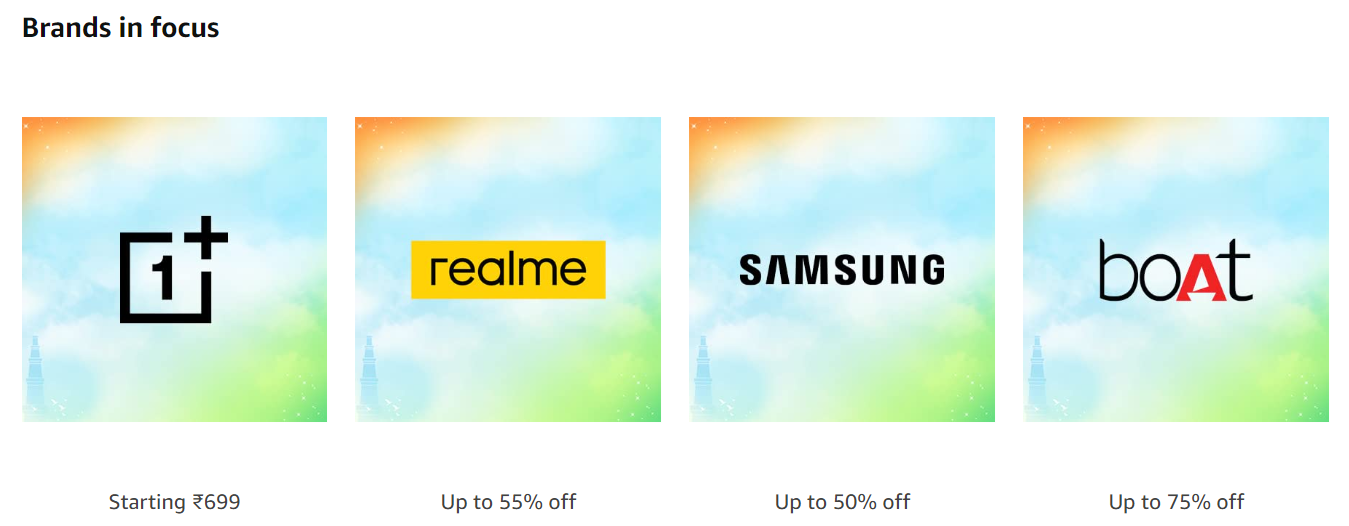 Brands in focus
1+
realme
SAMSUNG
boAt
Starting ₹699
Up to 55% off
Up to 50% off
Up to 75% off